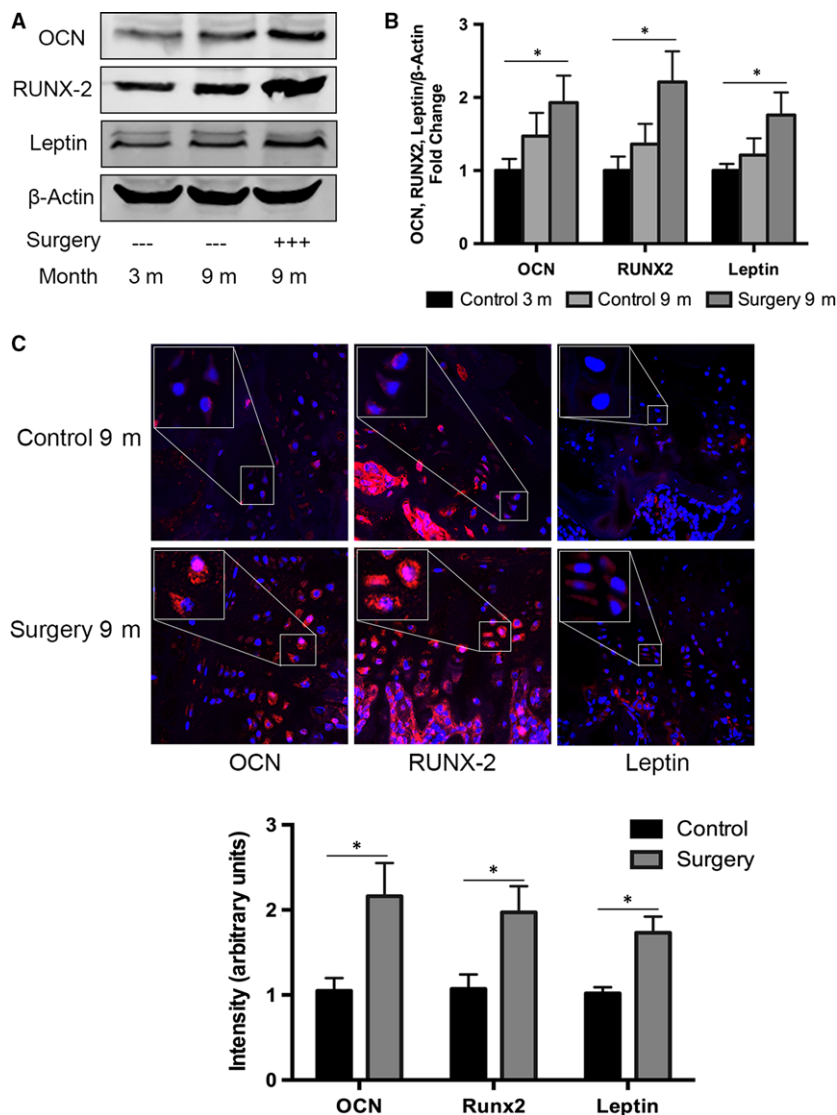 A
OCN
RUNX-2
Leptin
β-Actin
Surgery --- --- +++
Month 3 m 9 m 9 m
B
OCN, RUNX2, Leptin/β-Actin
Fold Change
3
2
1
0
*
*
*
OCN RUNX2 Leptin
Control 3 m Control 9 m Surgery 9 m
C
Control 9 m
Surgery 9 m
OCN RUNX-2 Leptin
Intensity (arbitrary units)
3
2
1
0
*
*
*
Control
Surgery
OCN Runx2 Leptin